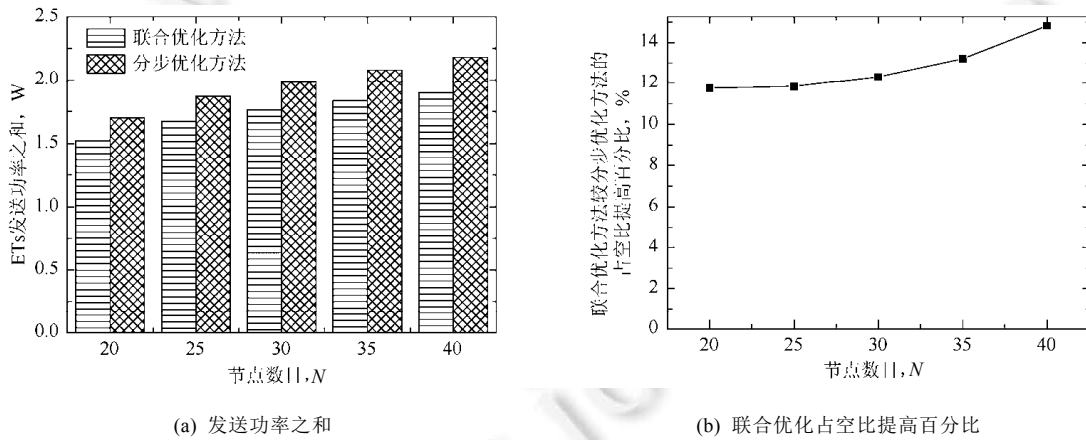 2.5
2.0
1.5
1.0
0.5
0.0
ETs发送功率之和, W
联合优化方法
分步优化方法
20 25 30 35 40
节点数目, N
(a) 发送功率之和
14
12
10
8
6
4
2
0
联合优化方法较分步优化方法的
占空比提高百分比, %
20 25 30 35 40
节点数目, N
(b) 联合优化占空比提高百分比